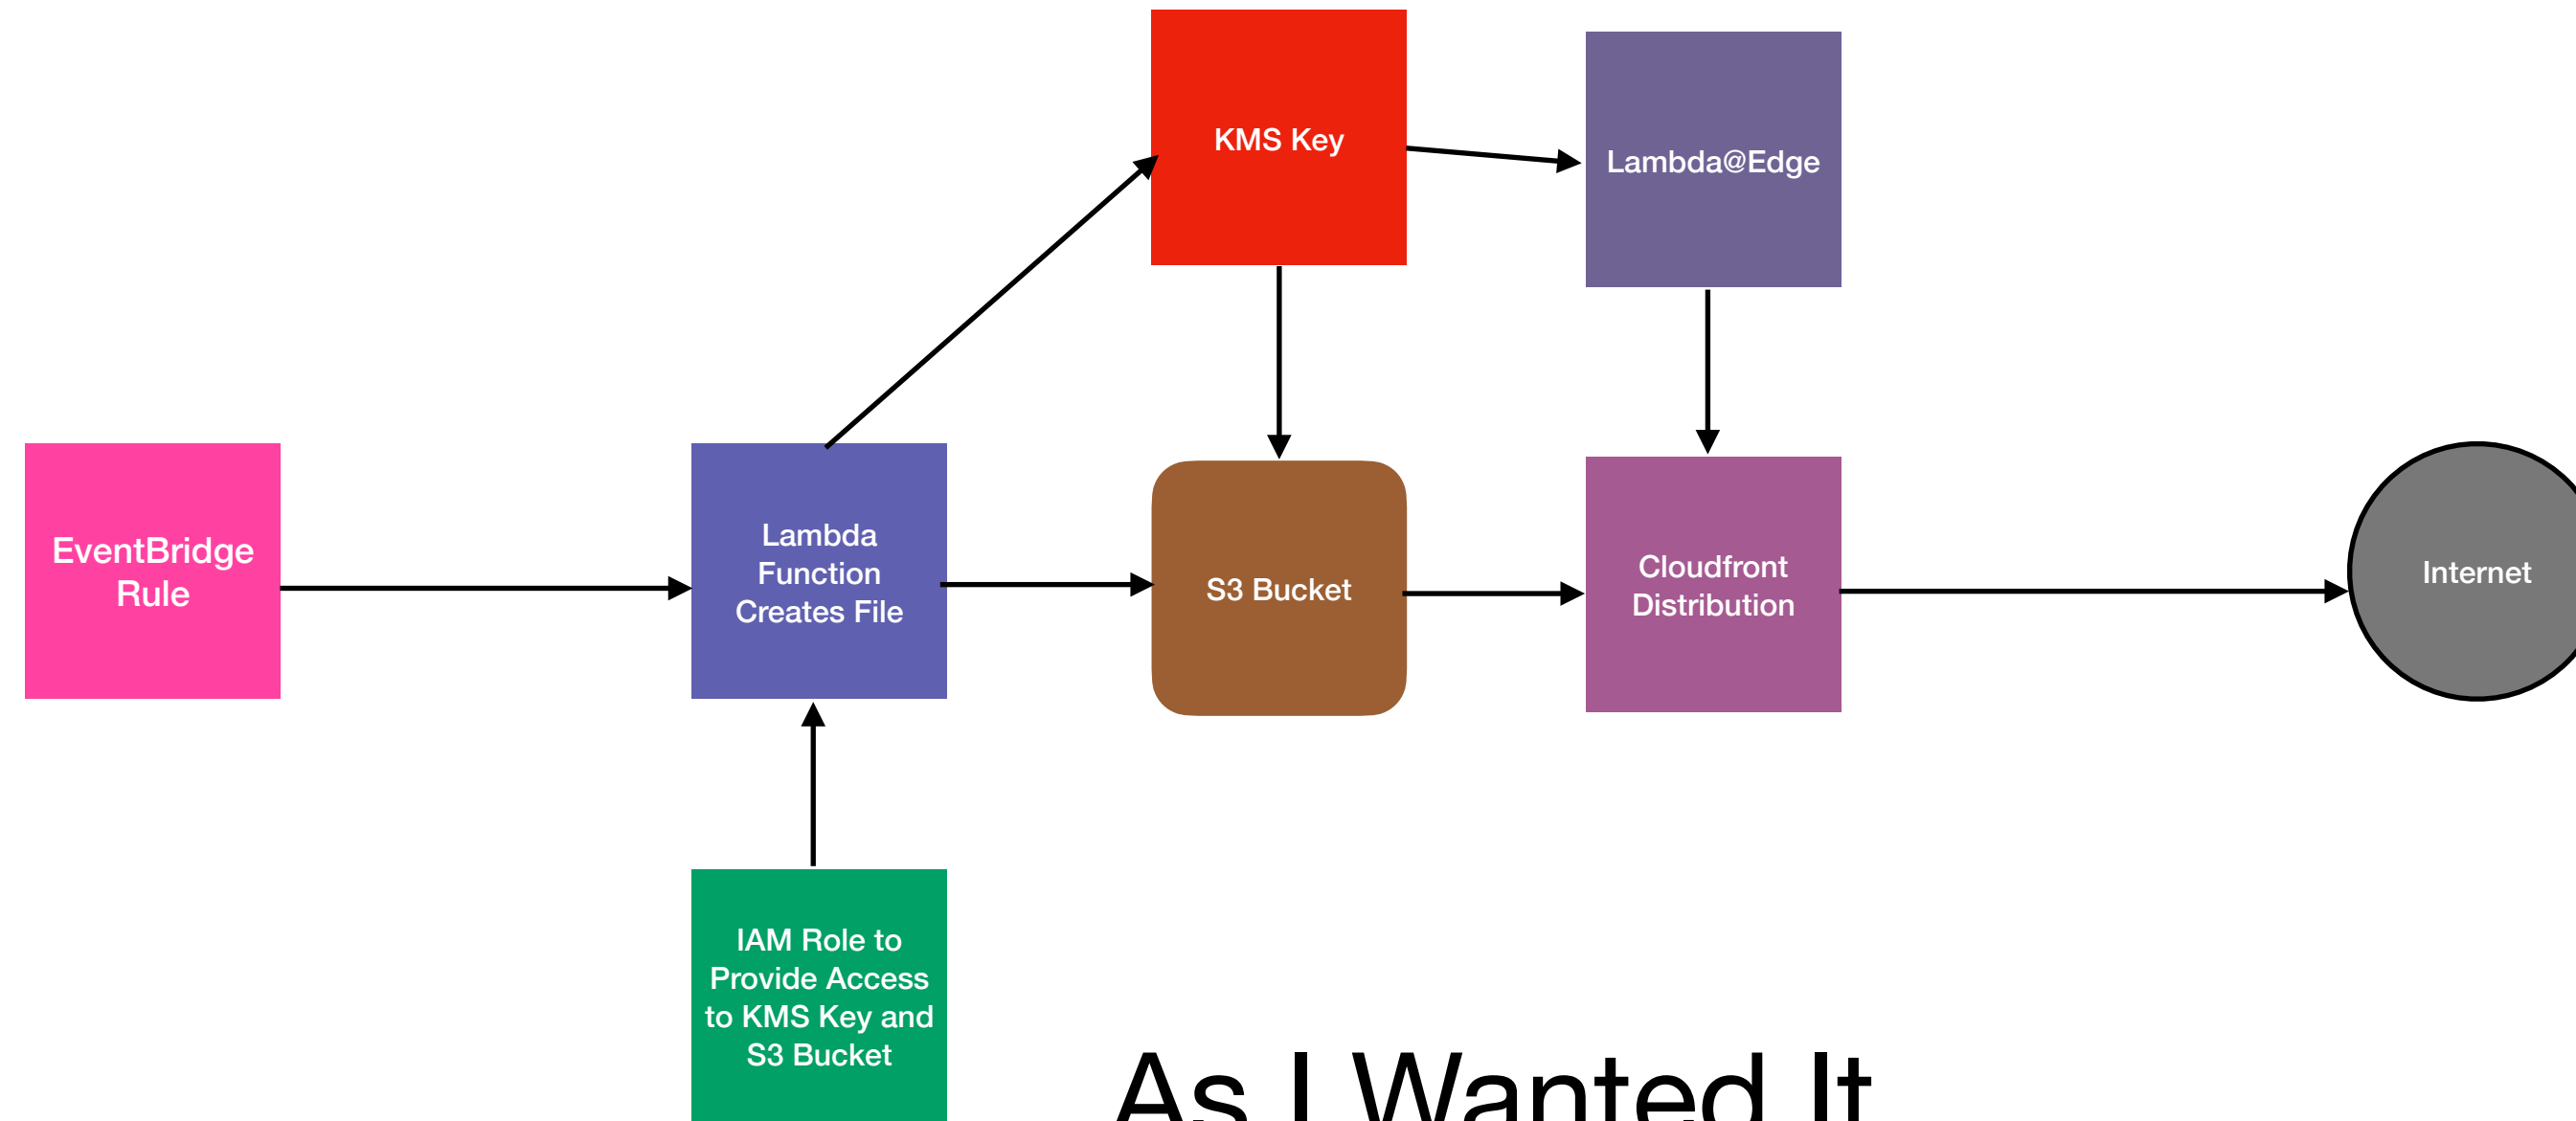 KMS Key
Lambda@Edge
EventBridge
Rule
Lambda
Function
Creates File
S3 Bucket
Cloudfront
Distribution
Internet
IAM Role to
Provide Access
to KMS Key and
S3 Bucket
As I Wanted It